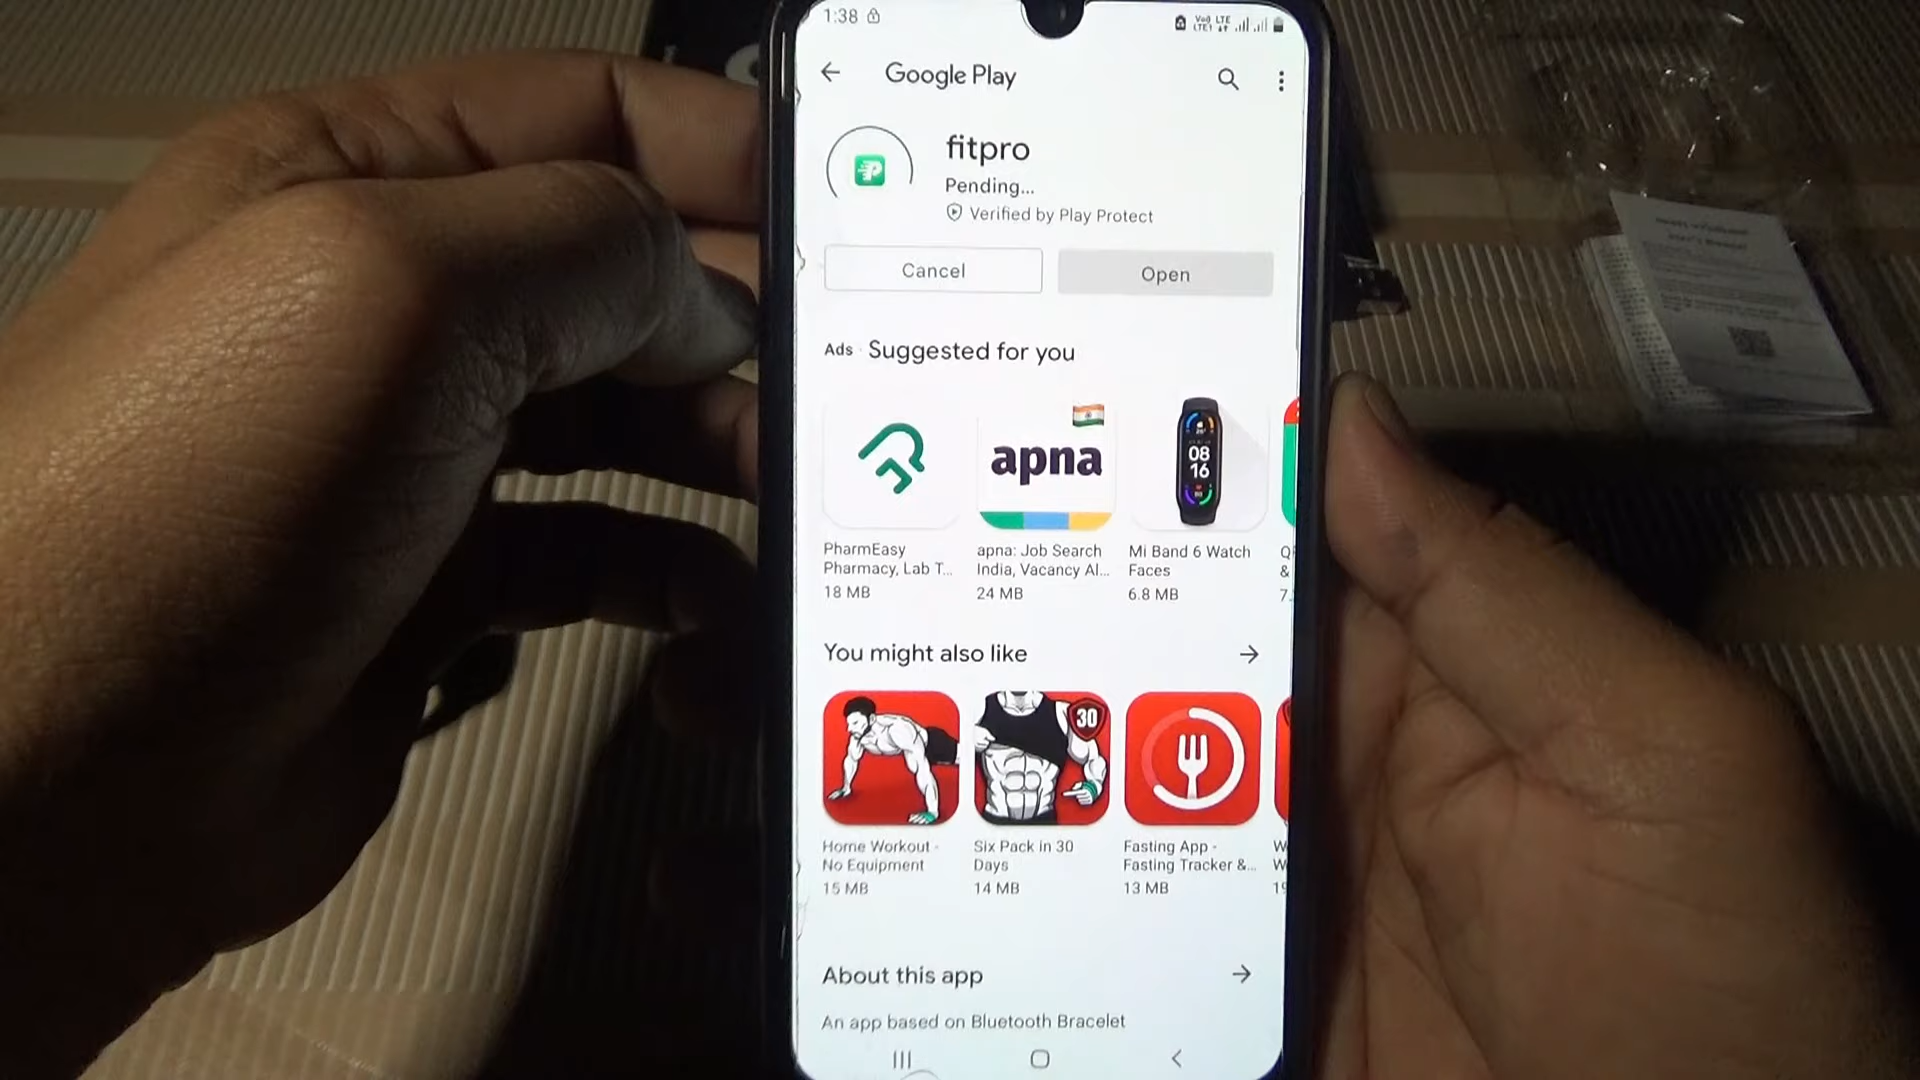 1:38
Google Play
fitpro
Pending...
Verified by Play Protect
Cancel
Open
Ads · Suggested for you
apna
08
16
PharmEasy
Pharmacy, Lab T...
18 MB
apna: Job Search
India, Vacancy Al...
24 MB
Mi Band 6 Watch
Faces
6.8 MB
&
7.
You might also like
30
Home Workout -
No Equipment
15 MB
Six Pack in 30
Days
14 MB
Fasting App -
Fasting Tracker &...
13 MB
W
W
19
About this app
An app based on Bluetooth Bracelet